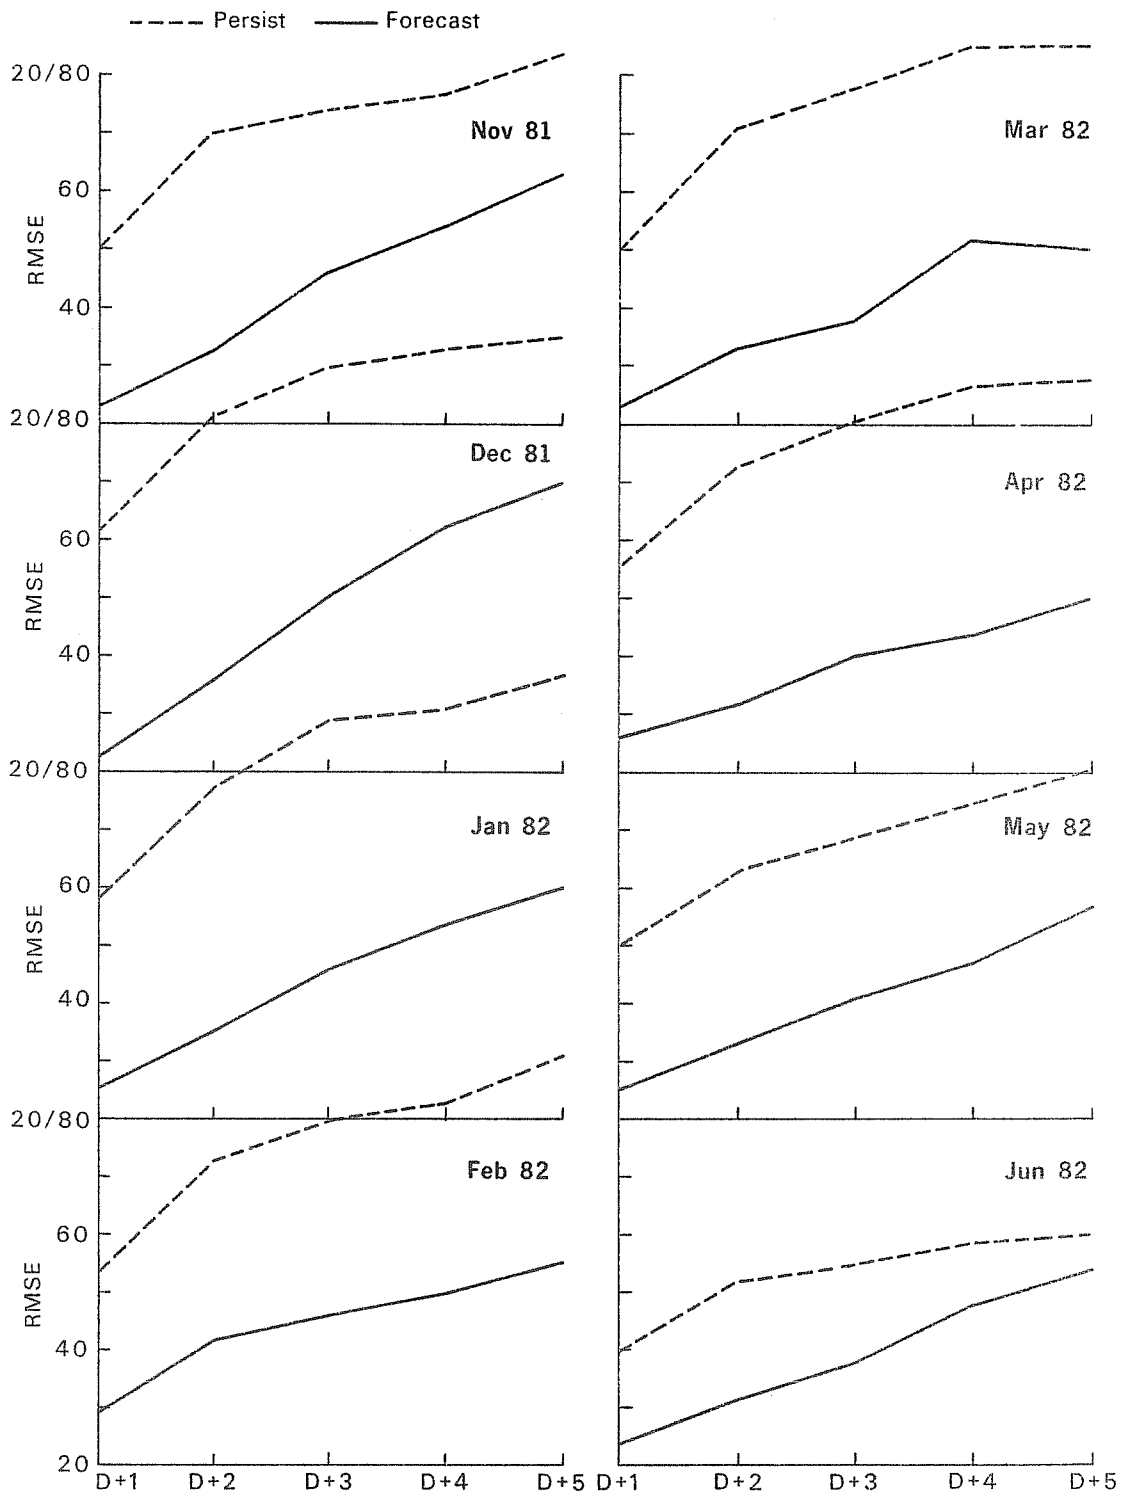 Persist Forecast
20/80
Nov 81
60
RMSE
40
20/80
Dec 81
60
RMSE
40
20/80
Jan 82
60
RMSE
40
20/80
Feb 82
60
RMSE
40
20
D+1 D+2 D+3 D+4 D+5
Mar 82
Apr 82
May 82
Jun 82
D+1 D+2 D+3 D+4 D+5